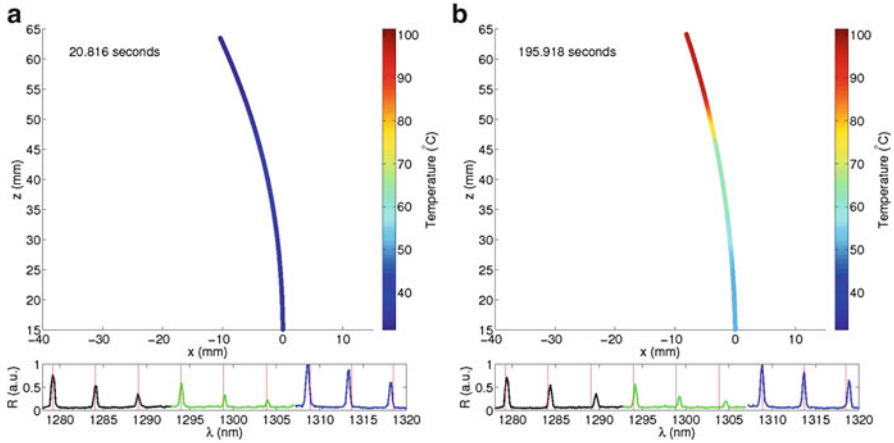 a
b
20.816 seconds
195.918 seconds
65
60
55
50
45
40
35
30
25
20
15
z (mm)
-40 -30 -20 -10 0 10
x (mm)
100
90
80
70
60
50
40
Temperature (°C)
65
60
55
50
45
40
35
30
25
20
15
z (mm)
-40 -30 -20 -10 0 10
x (mm)
100
90
80
70
60
50
40
Temperature (°C)
1
0.5
0
R (a.u.)
1280 1285 1290 1295 1300 1305 1310 1315 1320
λ (nm)
1
0.5
0
R (a.u.)
1280 1285 1290 1295 1300 1305 1310 1315 1320
λ (nm)